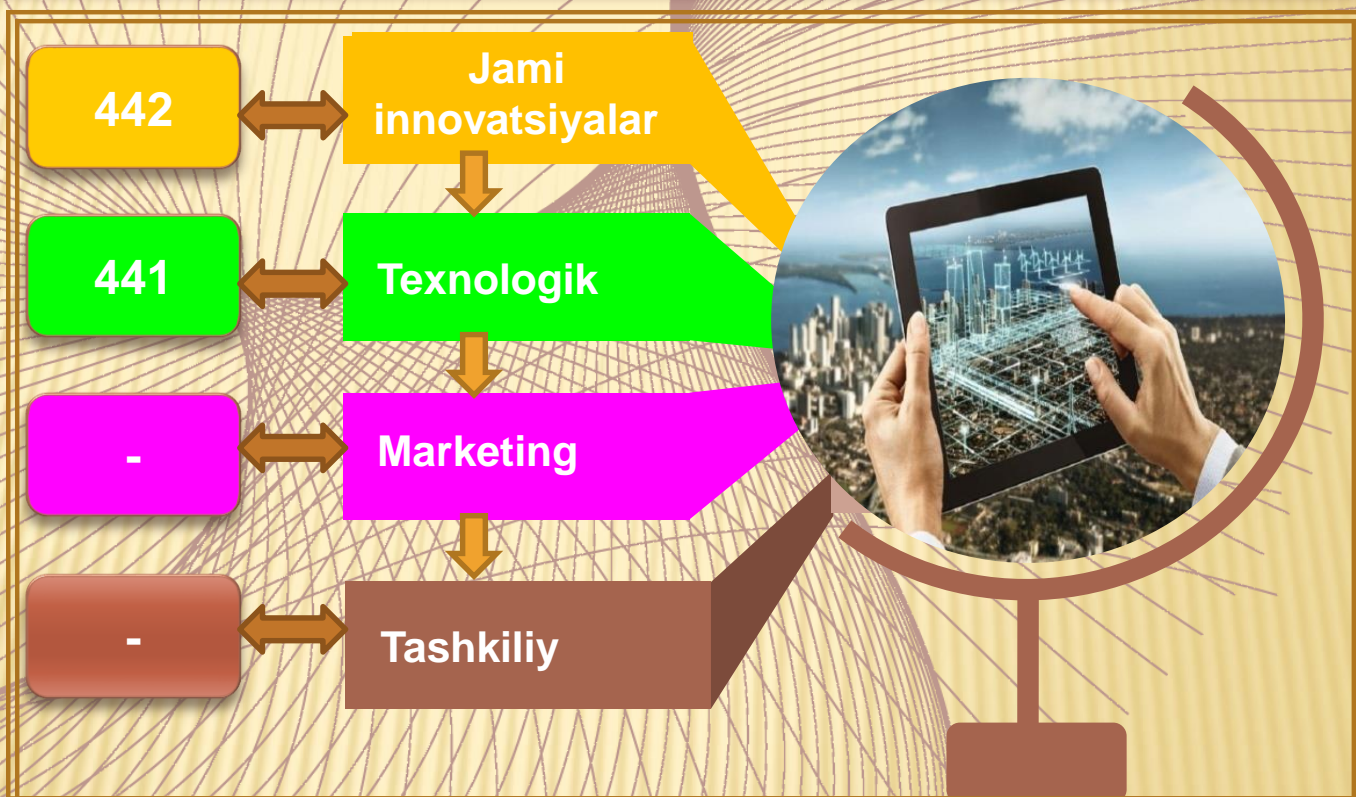 442
Jami
innovatsiyalar
441
Texnologik
-
Marketing
-
Tashkiliy